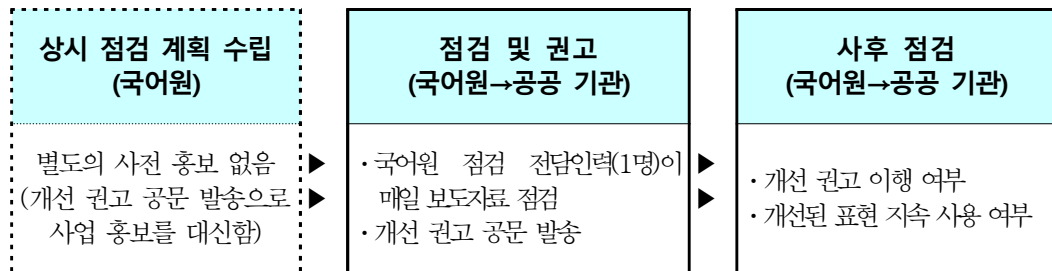 상시 점검 계획 수립
(국어원)
별도의 사전 홍보 없음
(개선 권고 공문 발송으로
사업 홍보를 대신함)
▶
▶
점검 및 권고
(국어원→공공 기관)
· 국어원 점검 전담인력(1명)이
매일 보도자료 점검
· 개선 권고 공문 발송
▶
▶
사후 점검
(국어원→공공 기관)
· 개선 권고 이행 여부
· 개선된 표현 지속 사용 여부